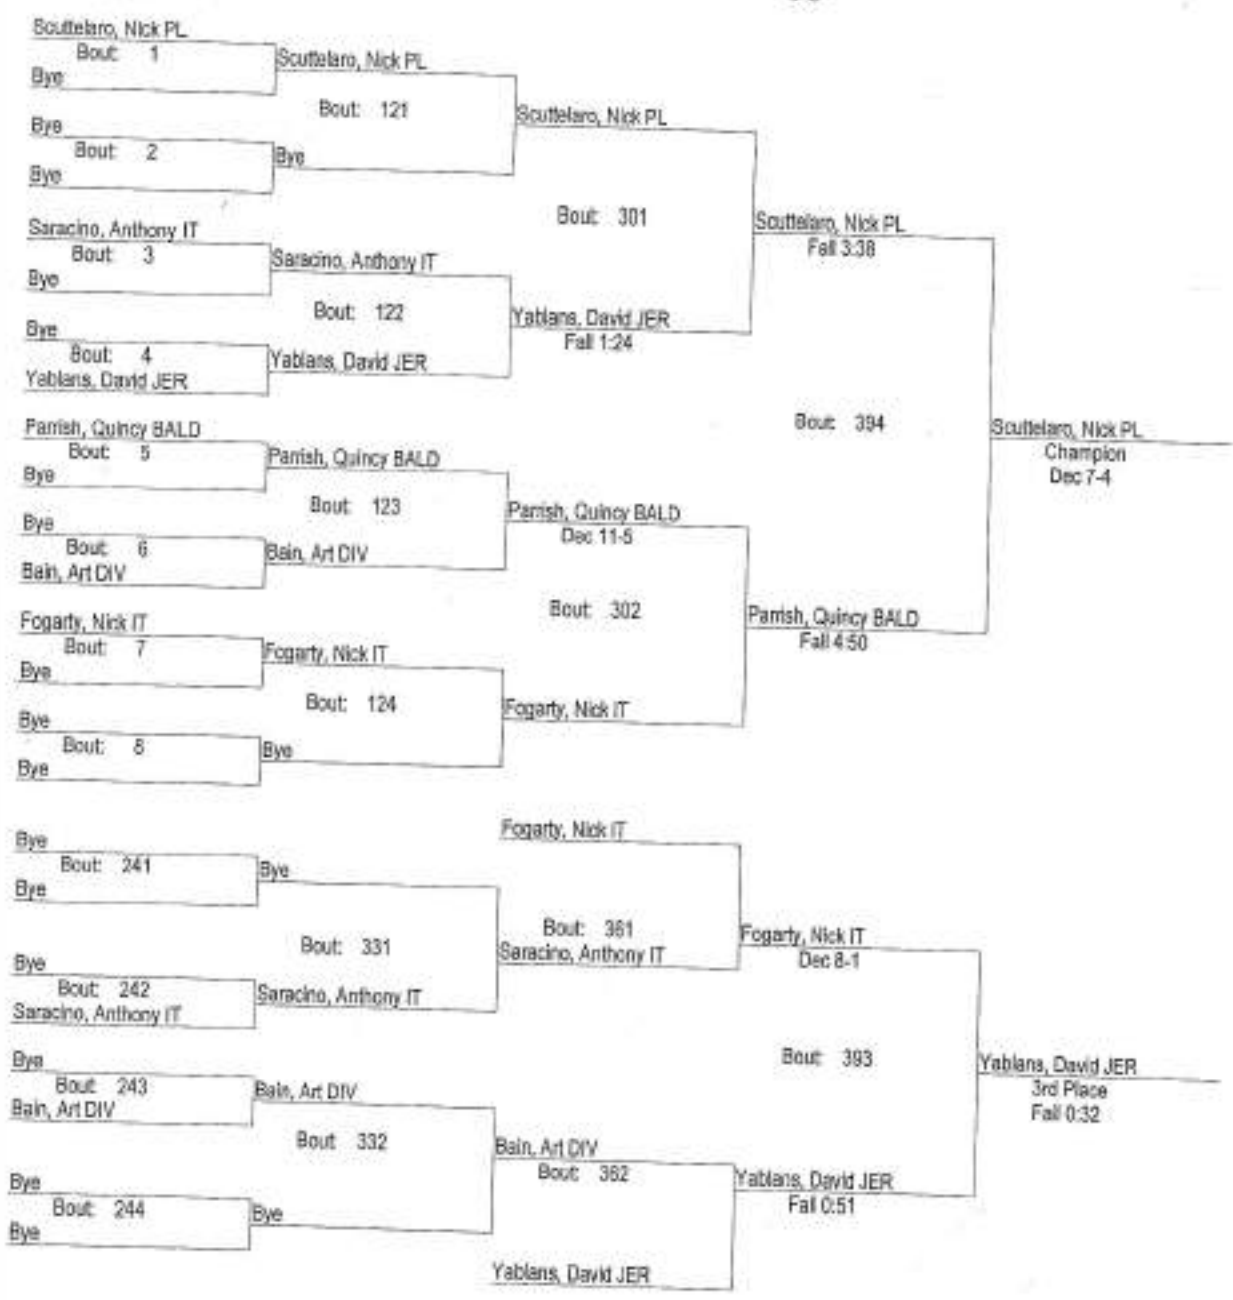 Scuttelaro, Nick PL
Bout: 1
Bye
Scuttelaro, Nick PL
Bout: 121
Scuttelaro, Nick PL
Bye
Bout: 2
Bye
Bye
Bout: 301
Scuttelaro, Nick PL
Fall 3:38
Saracino, Anthony IT
Bout: 3
Bye
Saracino, Anthony IT
Bout: 122
Yablans, David JER
Fall 1:24
Bye
Bout: 4
Yablans, David JER
Yablans, David JER
Bout: 394
Scuttelaro, Nick PL
Champion
Dec 7-4
Parrish, Quincy BALD
Bout: 5
Bye
Parrish, Quincy BALD
Bout: 123
Parrish, Quincy BALD
Dec 11-5
Bye
Bout: 6
Bain, Art DIV
Bain, Art DIV
Bout: 302
Parrish, Quincy BALD
Fall 4:50
Fogarty, Nick IT
Bout: 7
Bye
Fogarty, Nick IT
Bout: 124
Fogarty, Nick IT
Bye
Bout: 8
Bye
Bye
Bye
Bout: 241
Bye
Bye
Fogarty, Nick IT
Bout: 331
Bout: 361
Saracino, Anthony IT
Fogarty, Nick IT
Dec 8-1
Bye
Bout: 242
Saracino, Anthony IT
Saracino, Anthony IT
Bout: 393
Yablans, David JER
3rd Place
Fall 0:32
Bye
Bout: 243
Bain, Art DIV
Bain, Art DIV
Bout: 332
Bain, Art DIV
Bout: 362
Yablans, David JER
Fall 0:51
Bye
Bout: 244
Bye
Bye
Yablans, David JER